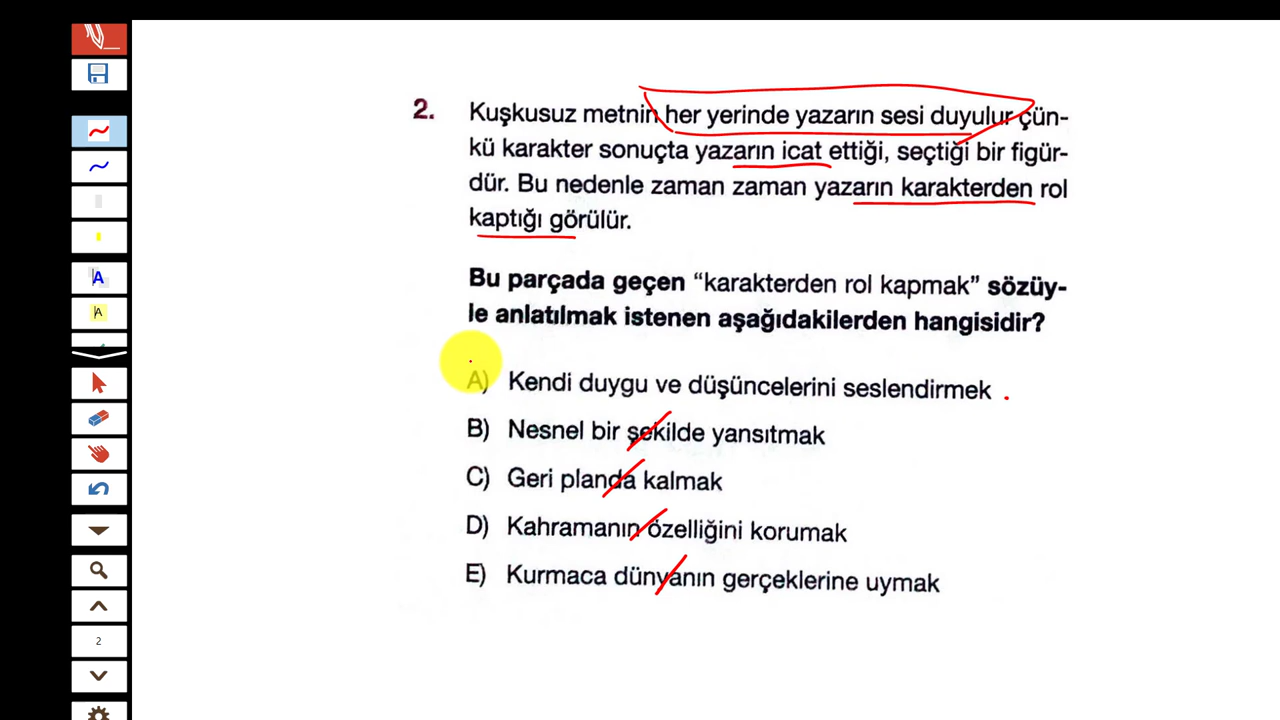 2. Kuşkusuz metnin her yerinde yazarın sesi duyulur çün-
kü karakter sonuçta yazarın icat ettiği, seçtiği bir figür-
dür. Bu nedenle zaman zaman yazarın karakterden rol
kaptığı görülür.
Bu parçada geçen “karakterden rol kapmak” sözüy-
le anlatılmak istenen aşağıdakilerden hangisidir?
A) Kendi duygu ve düşüncelerini seslendirmek
B) Nesnel bir şekilde yansıtmak
C) Geri planda kalmak
D) Kahramanın özelliğini korumak
E) Kurmaca dünyanın gerçeklerine uymak
A
A
2